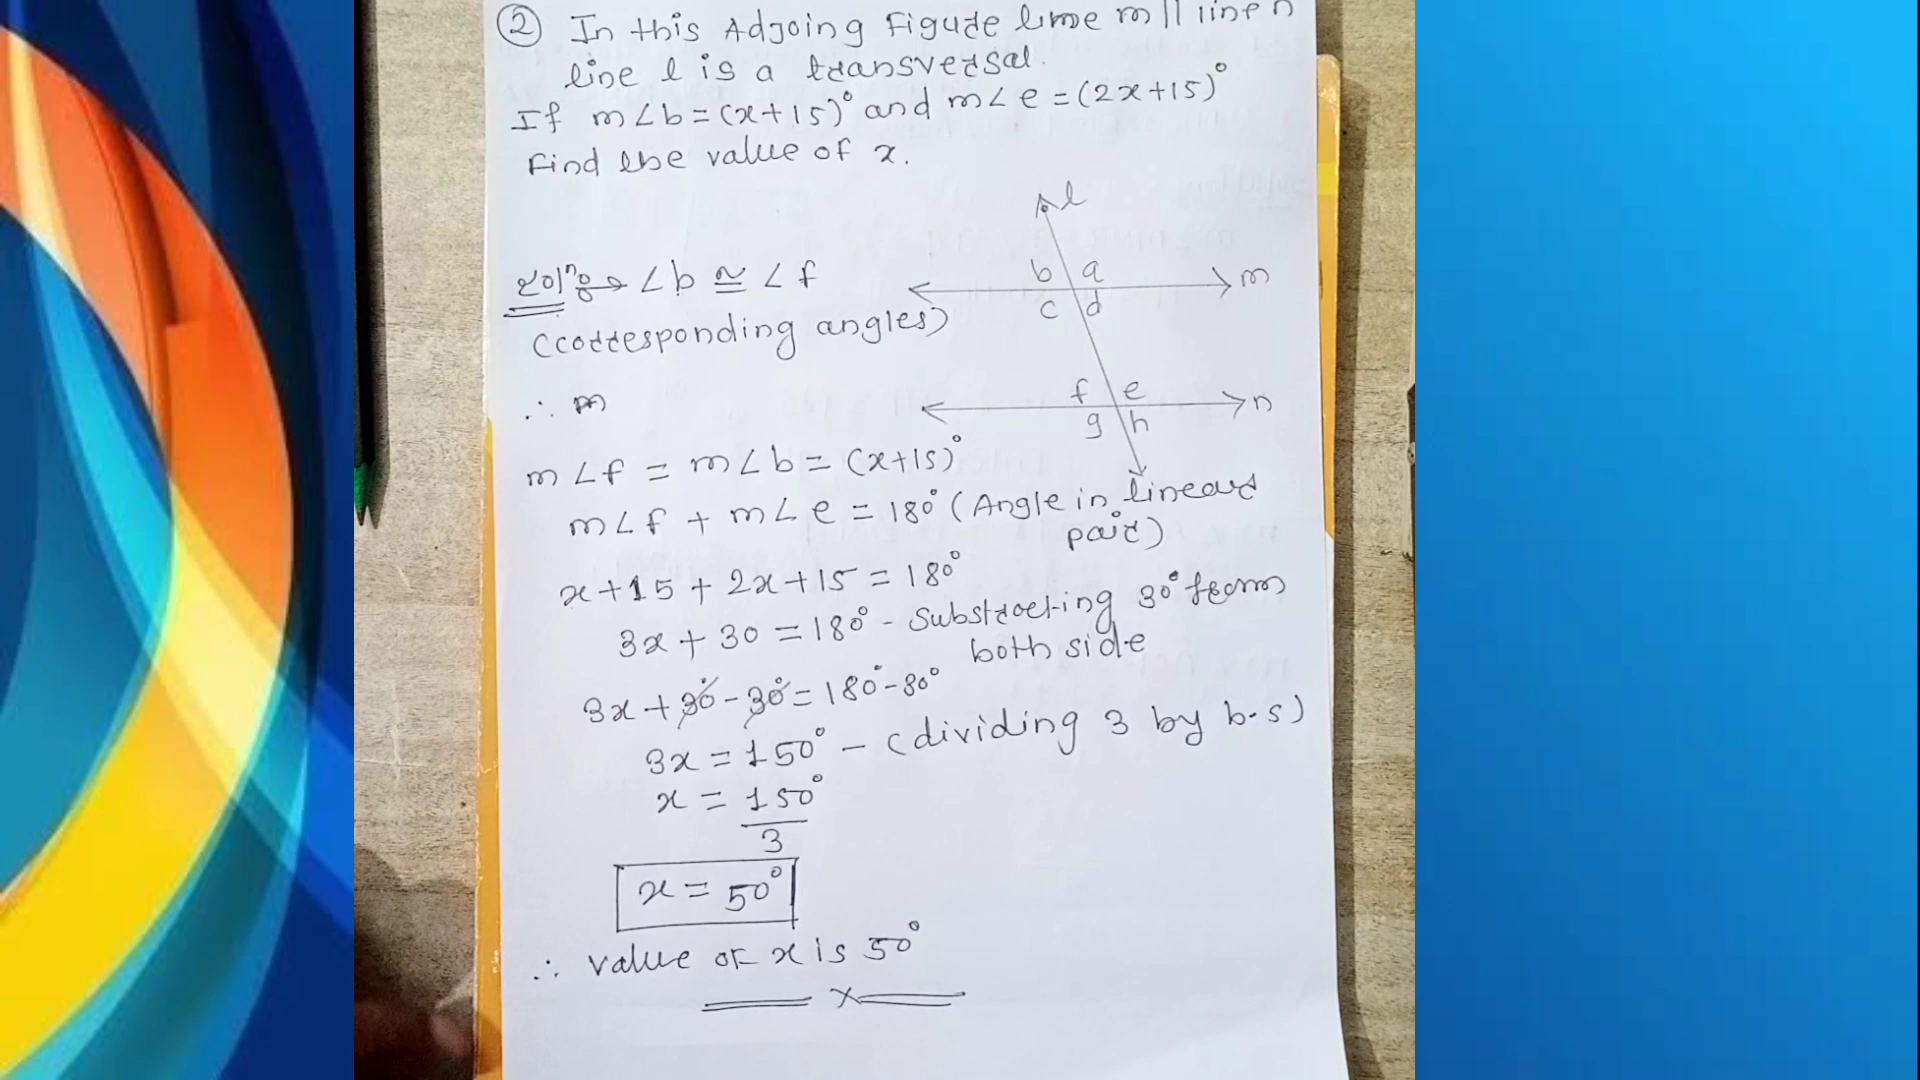 ② In this Adjoing Figure line m || line n
line l is a transversal.
If m∠b = (x+15)° and m∠e = (2x+15)°
Find the value of x.
l
b a m
c d
f e n
g h
Solⁿ:→ ∠b ≅ ∠f
(corresponding angles)
∴ m
m∠f = m∠b = (x+15)°
m∠f + m∠e = 180° (Angle in linear
pair)
x+15 + 2x+15 = 180°
3x + 30 = 180° - Substracting 30° from
both side
3x + 30° - 30° = 180° - 30°
3x = 150° - (dividing 3 by b.s)
x = 150°
3
x = 50°
∴ value of x is 50°
x